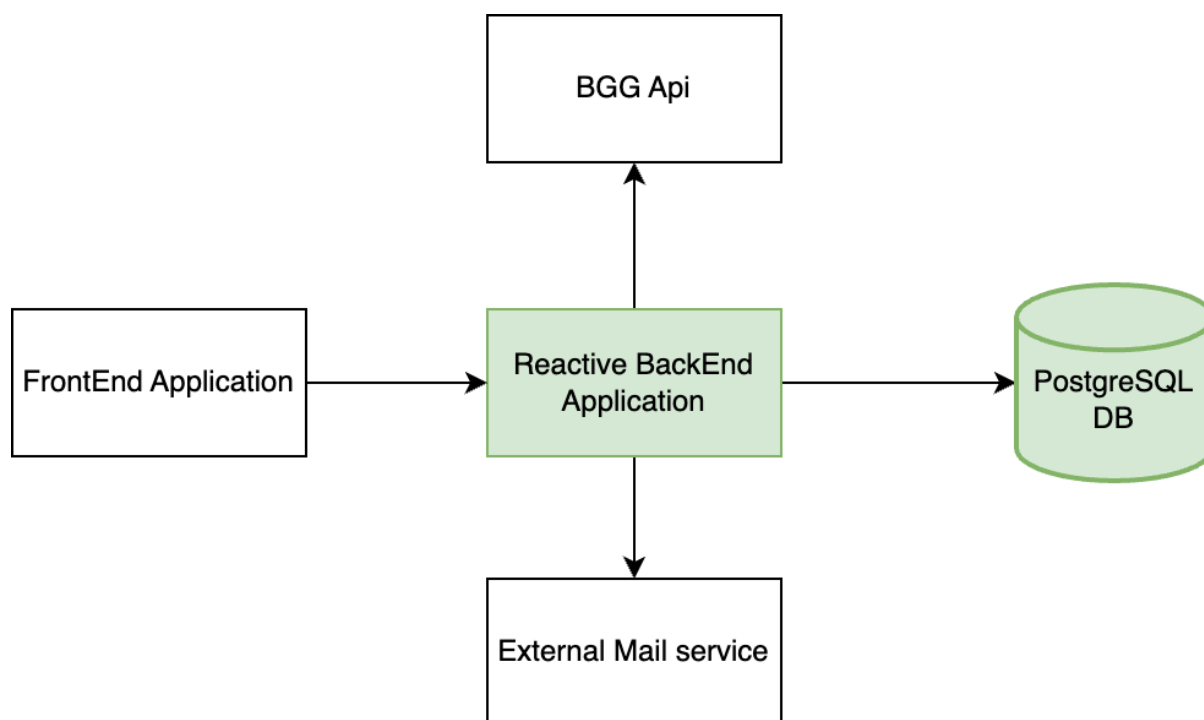 BGG Api
FrontEnd Application
Reactive BackEnd
Application
PostgreSQL
DB
External Mail service